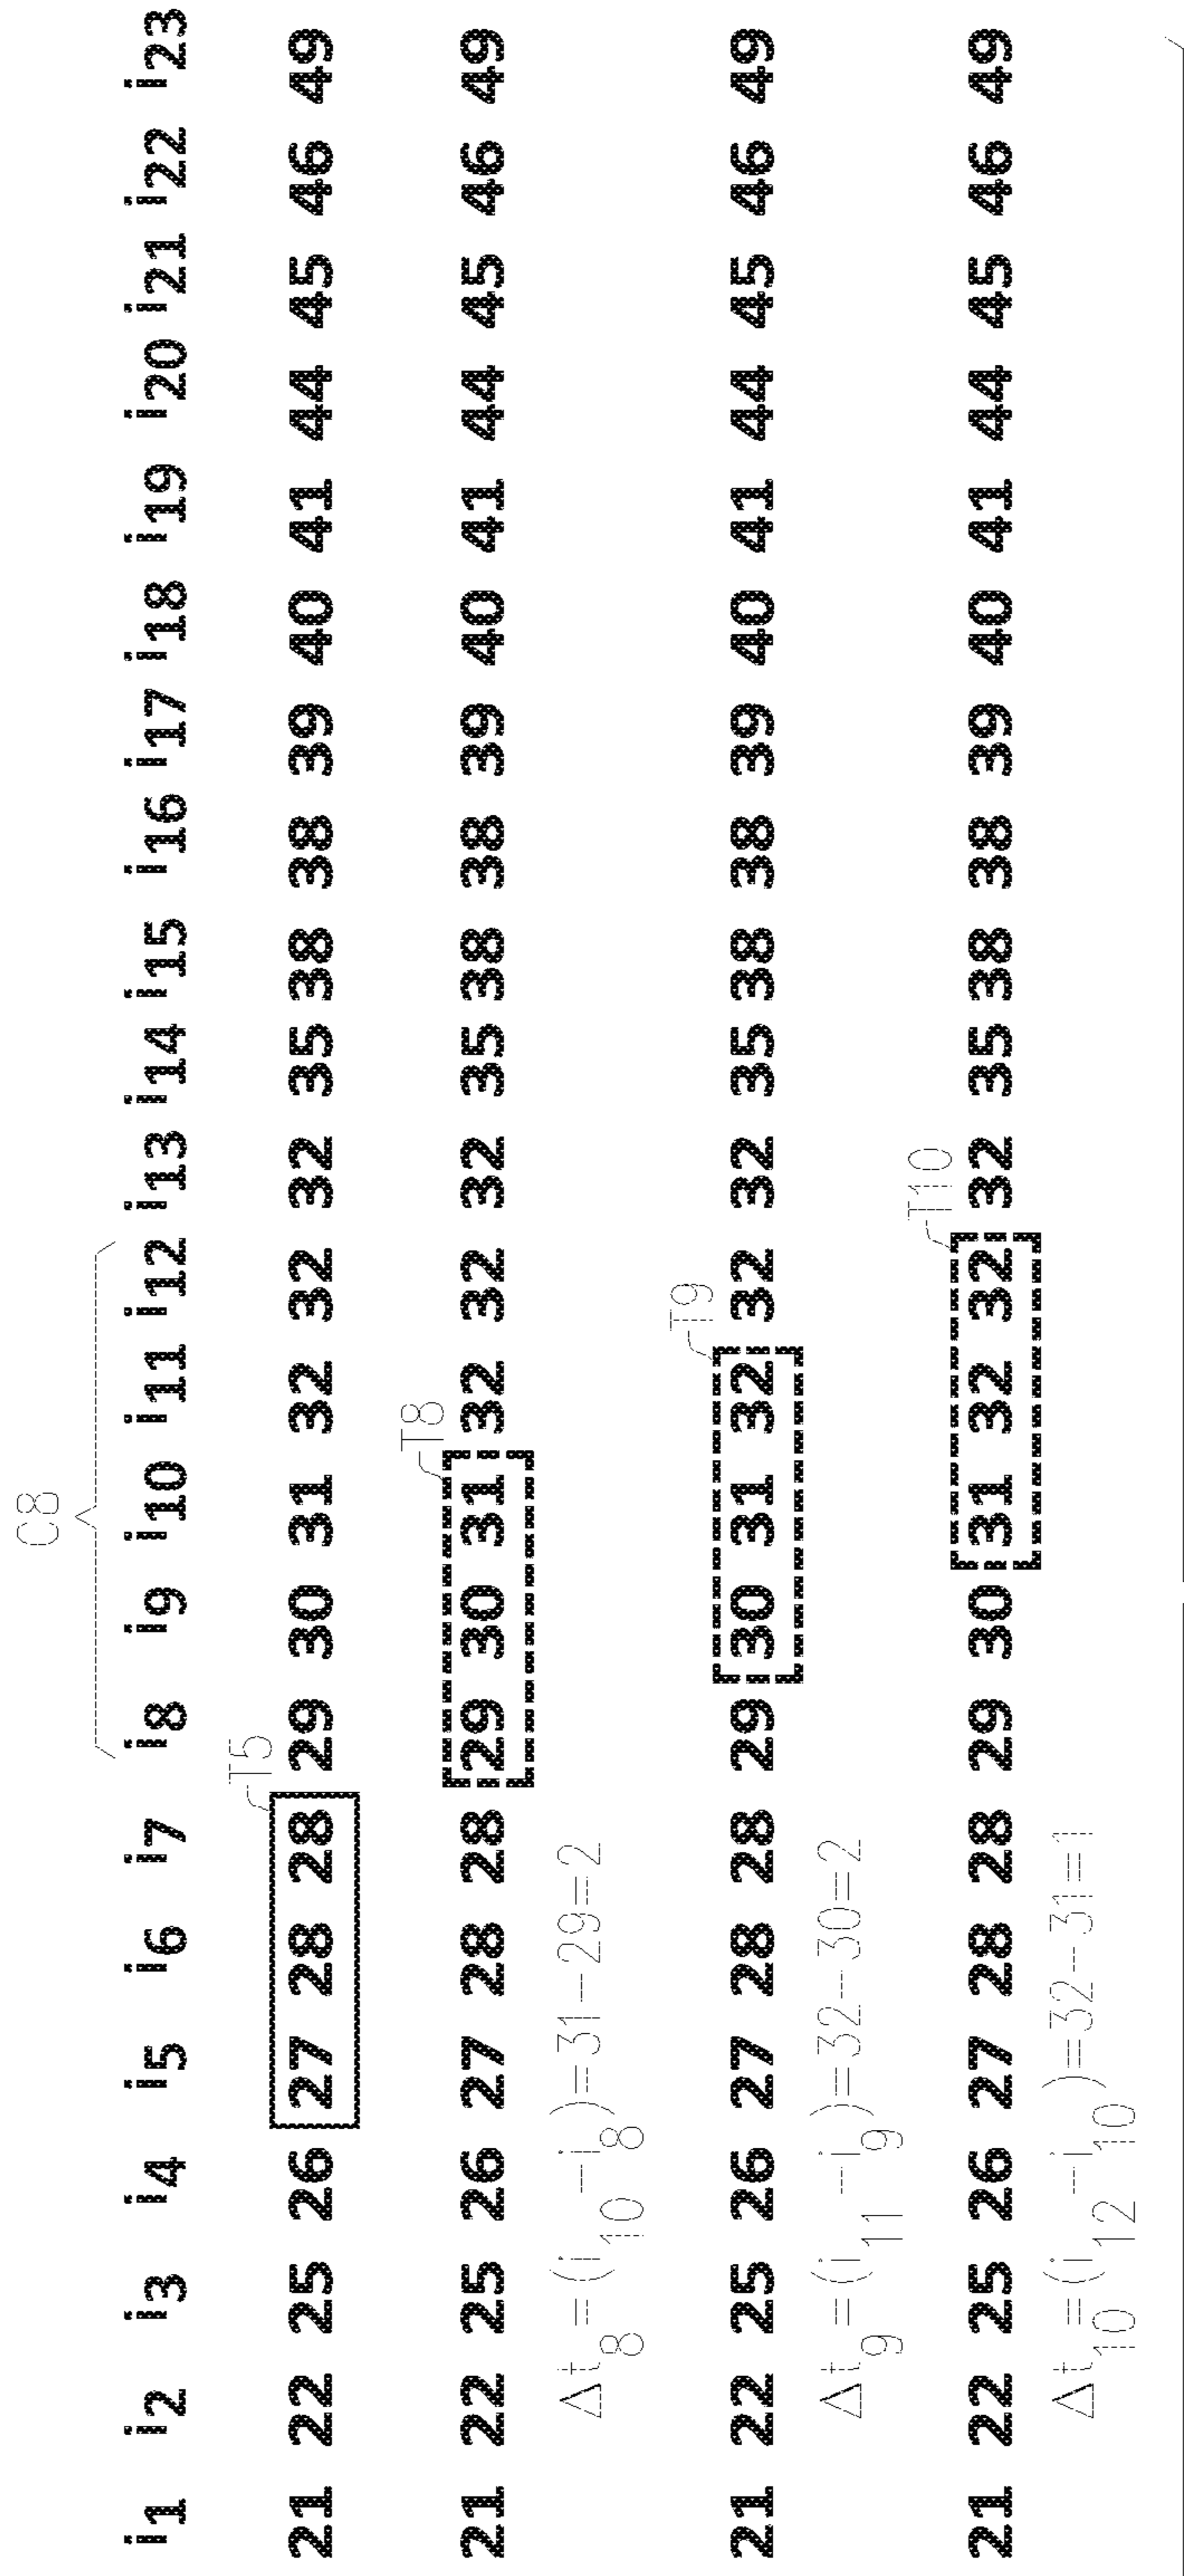 C8
i1 i2 i3 i4 i5 i6 i7 i8 i9 i10 i11 i12 i13 i14 i15 i16 i17 i18 i19 i20 i21 i22 i23
T5
21 22 25 26 27 28 28 29 30 31 32 32 32 35 38 38 39 40 41 44 45 46 49
T8
21 22 25 26 27 28 28 29 30 31 32 32 32 35 38 38 39 40 41 44 45 46 49
Δt8=(i10-i8)=31-29=2
T9
21 22 25 26 27 28 28 29 30 31 32 32 32 35 38 38 39 40 41 44 45 46 49
Δt9=(i11-i9)=32-30=2
T10
21 22 25 26 27 28 28 29 30 31 32 32 32 35 38 38 39 40 41 44 45 46 49
Δt10=(i12-i10)=32-31=1